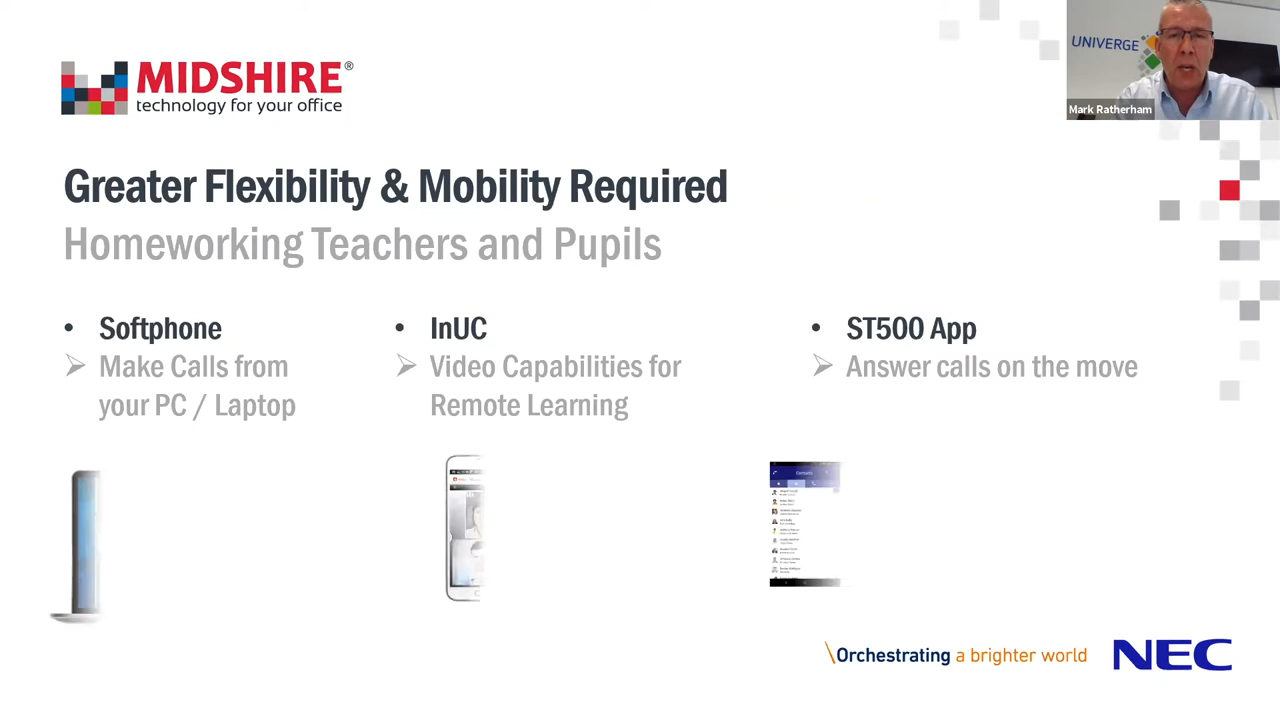 UNIVERGE
Mark Ratherham
MIDSHIRE®
technology for your office
Greater Flexibility & Mobility Required
Homeworking Teachers and Pupils
• Softphone
➢ Make Calls from
your PC / Laptop
• InUC
➢ Video Capabilities for
Remote Learning
• ST500 App
➢ Answer calls on the move
Contacts
\Orchestrating a brighter world
NEC